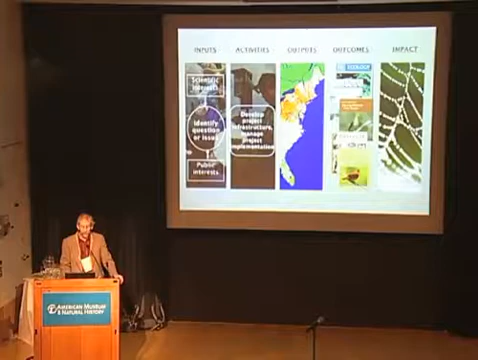 INPUTS ACTIVITIES OUTPUTS OUTCOMES IMPACT
Scientific
interests
Identify
question
or issue
Public
interests
Develop
project
infrastructure,
manage
project
implementation
ECOLOGY
AMERICAN MUSEUM
& NATURAL HISTORY